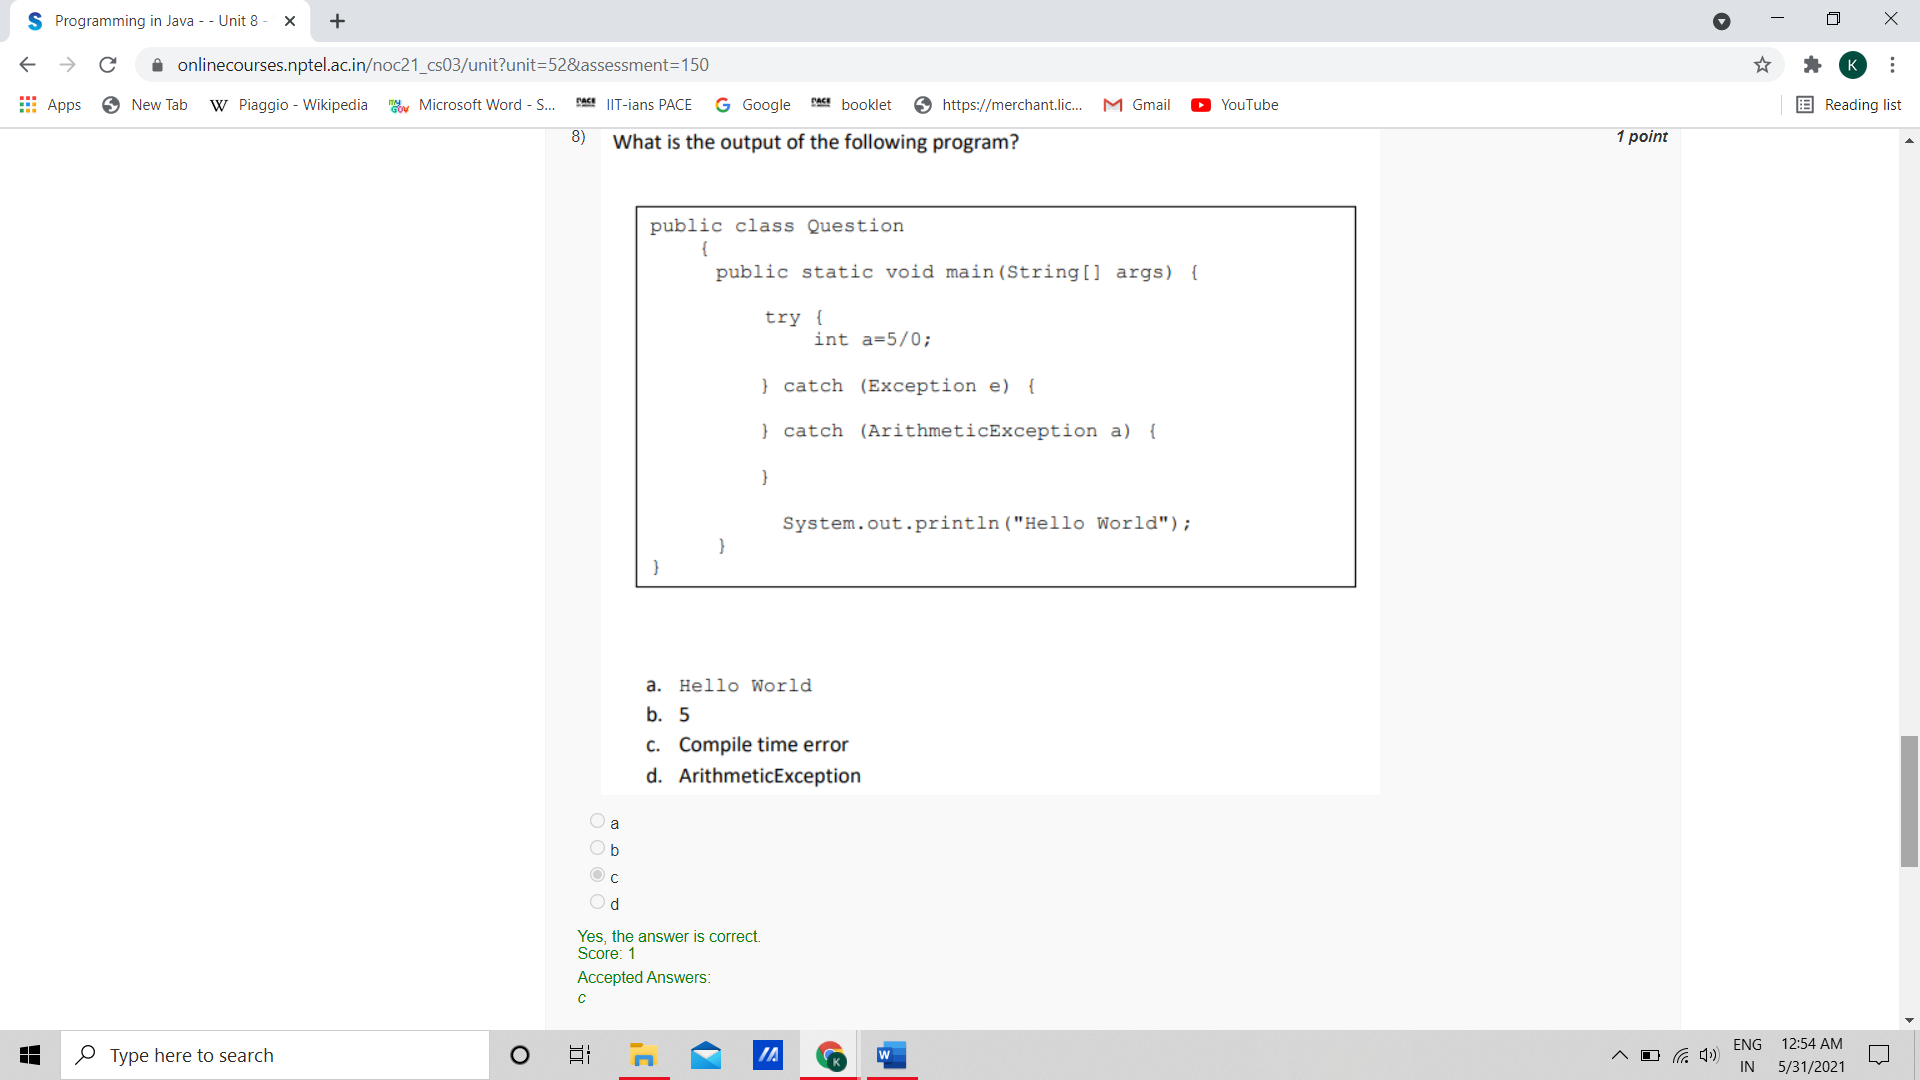 Programming in Java - - Unit 8 -
onlinecourses.nptel.ac.in/noc21_cs03/unit?unit=52&assessment=150
K
Apps
New Tab
W Piaggio - Wikipedia
Microsoft Word - S...
PACE IIT-ians PACE
G Google
PACE booklet
https://merchant.lic...
M Gmail
YouTube
Reading list
8) What is the output of the following program?
1 point
public class Question
{
public static void main(String[] args) {
try {
int a=5/0;
} catch (Exception e) {
} catch (ArithmeticException a) {
}
System.out.println("Hello World");
}
}
a. Hello World
b. 5
c. Compile time error
d. ArithmeticException
a
b
c
d
Yes, the answer is correct.
Score: 1
Accepted Answers:
c
Type here to search
K
W
ENG
IN
12:54 AM
5/31/2021